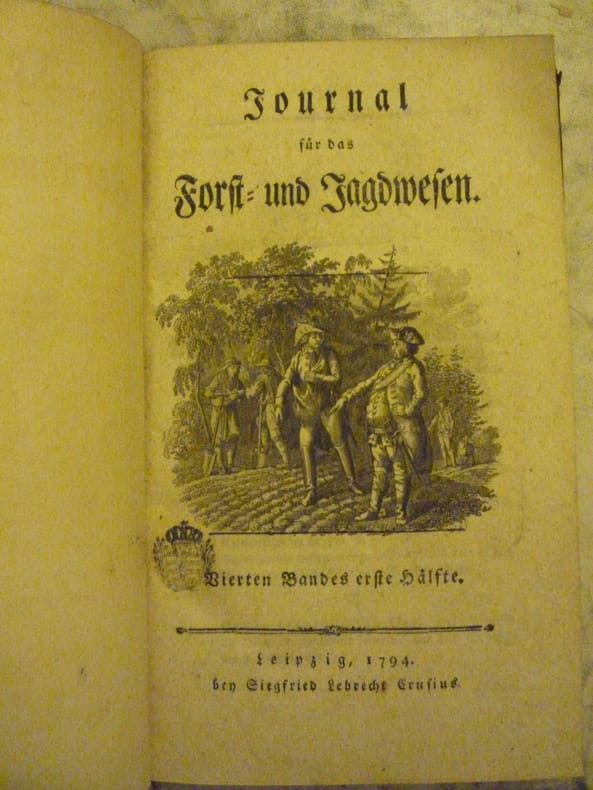 Journal
für das
Forst- und Jagdwesen.
Vierten Bandes erste Hälfte.
Leipzig, 1794.
bey Siegfried Lebrecht Crusius.